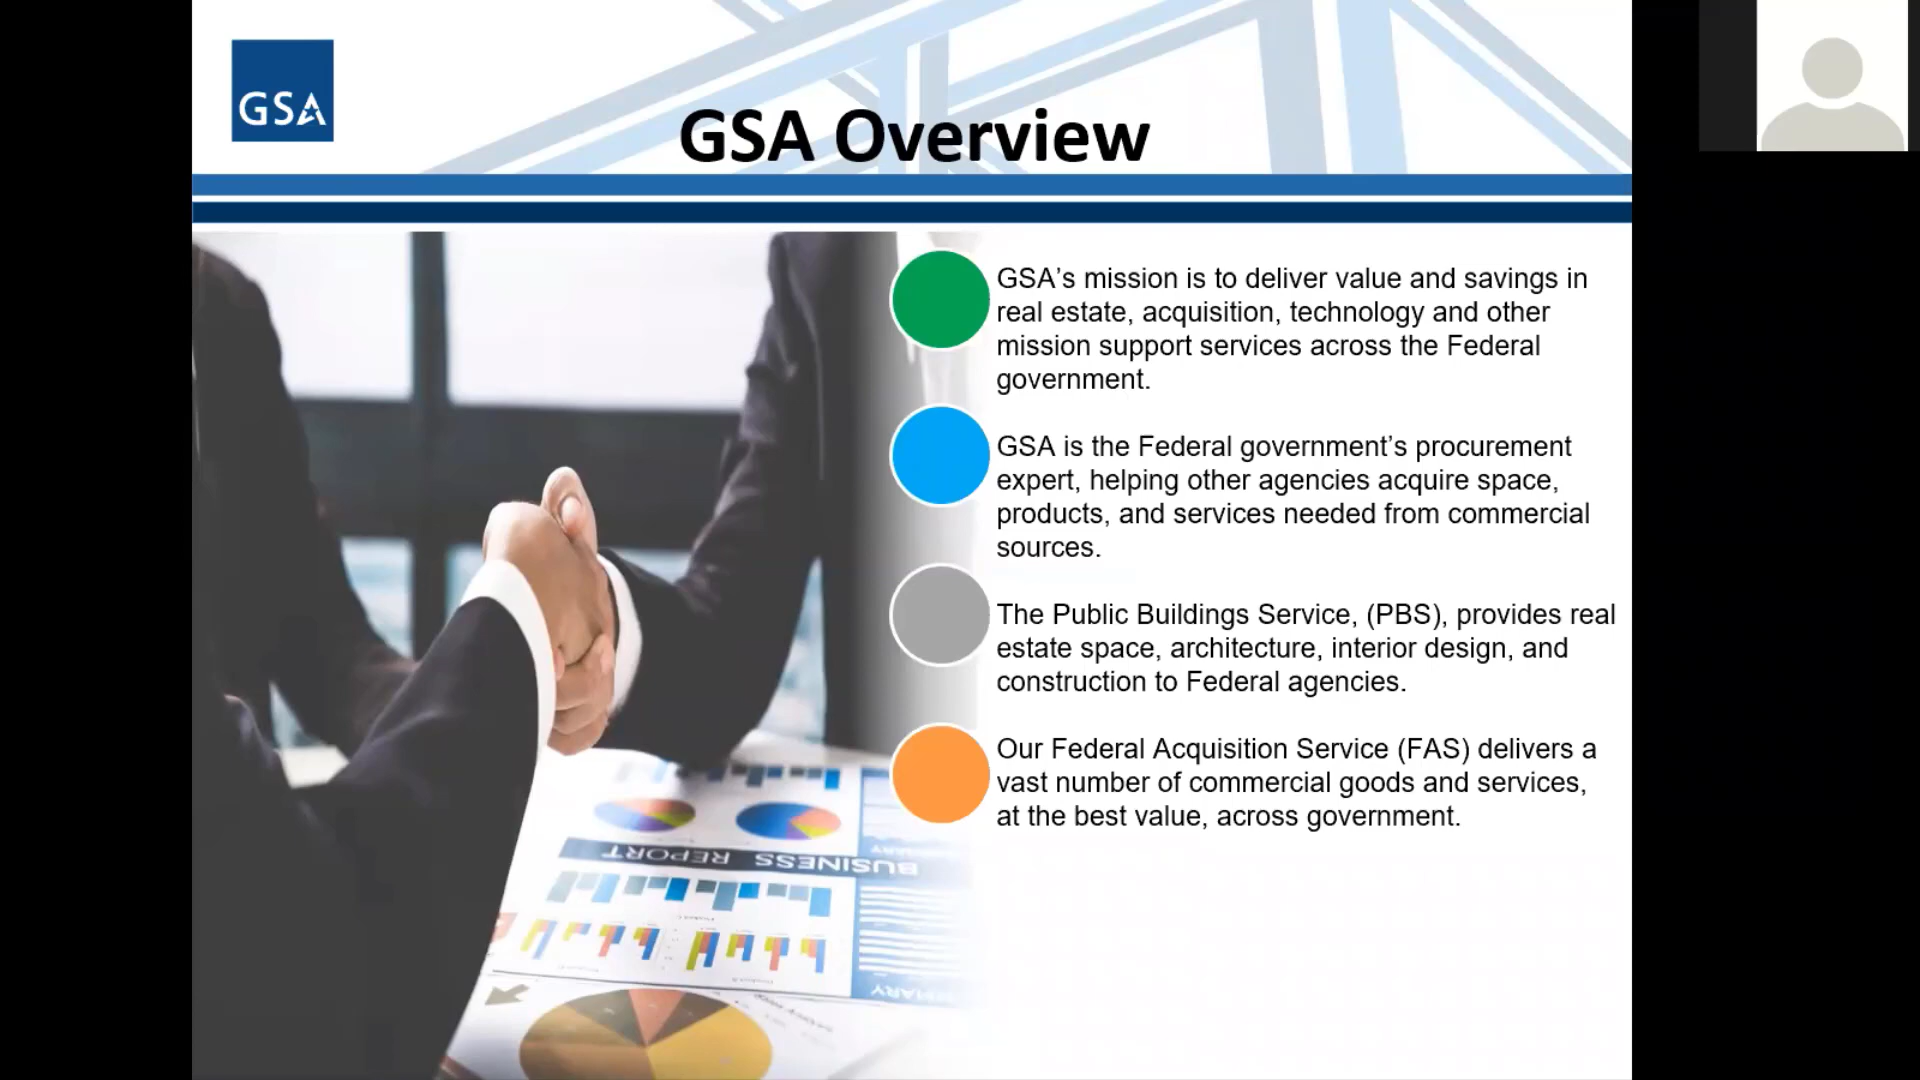 GSA
GSA Overview
GSA’s mission is to deliver value and savings in
real estate, acquisition, technology and other
mission support services across the Federal
government.
GSA is the Federal government’s procurement
expert, helping other agencies acquire space,
products, and services needed from commercial
sources.
The Public Buildings Service, (PBS), provides real
estate space, architecture, interior design, and
construction to Federal agencies.
Our Federal Acquisition Service (FAS) delivers a
vast number of commercial goods and services,
at the best value, across government.
BUSINESS REPORT